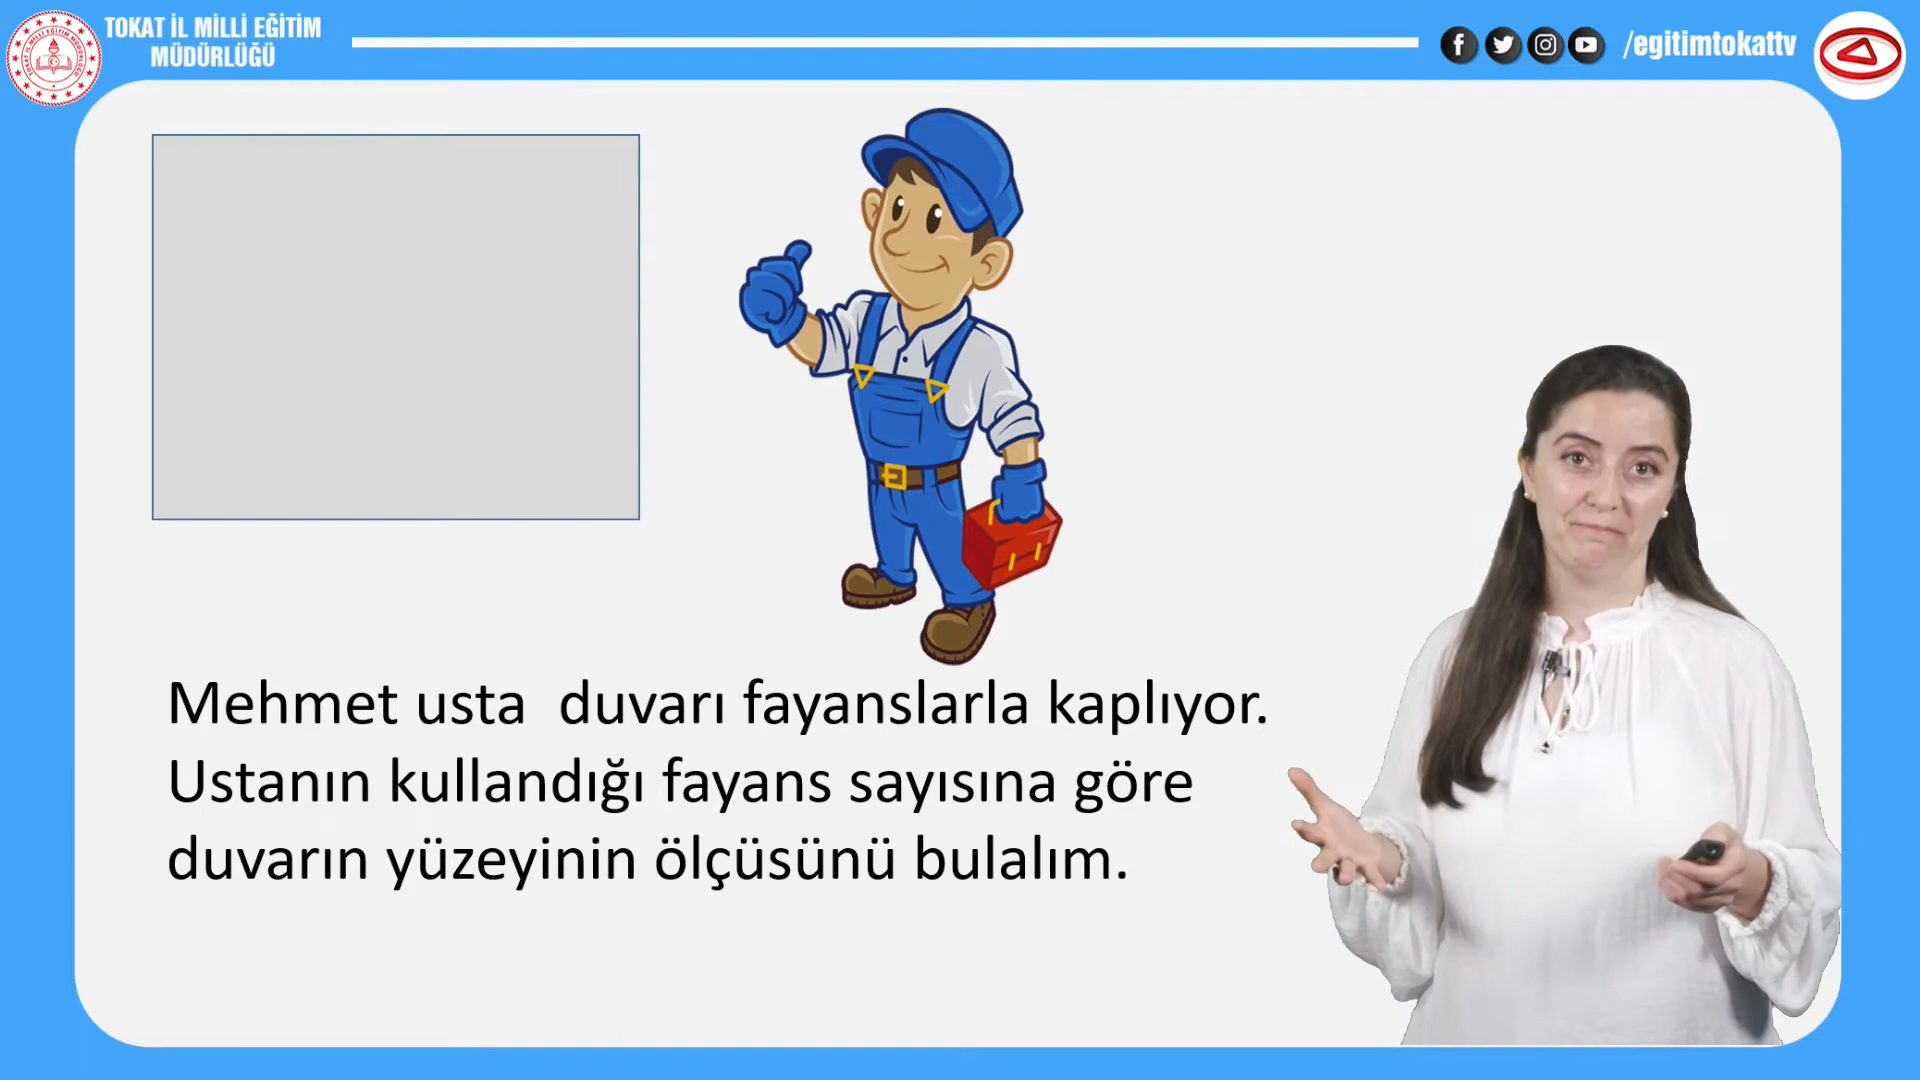 TOKAT İL MİLLİ EĞİTİM
MÜDÜRLÜĞÜ
/egitimtokattv
Mehmet usta duvarı fayanslarla kaplıyor.
Ustanın kullandığı fayans sayısına göre
duvarın yüzeyinin ölçüsünü bulalım.